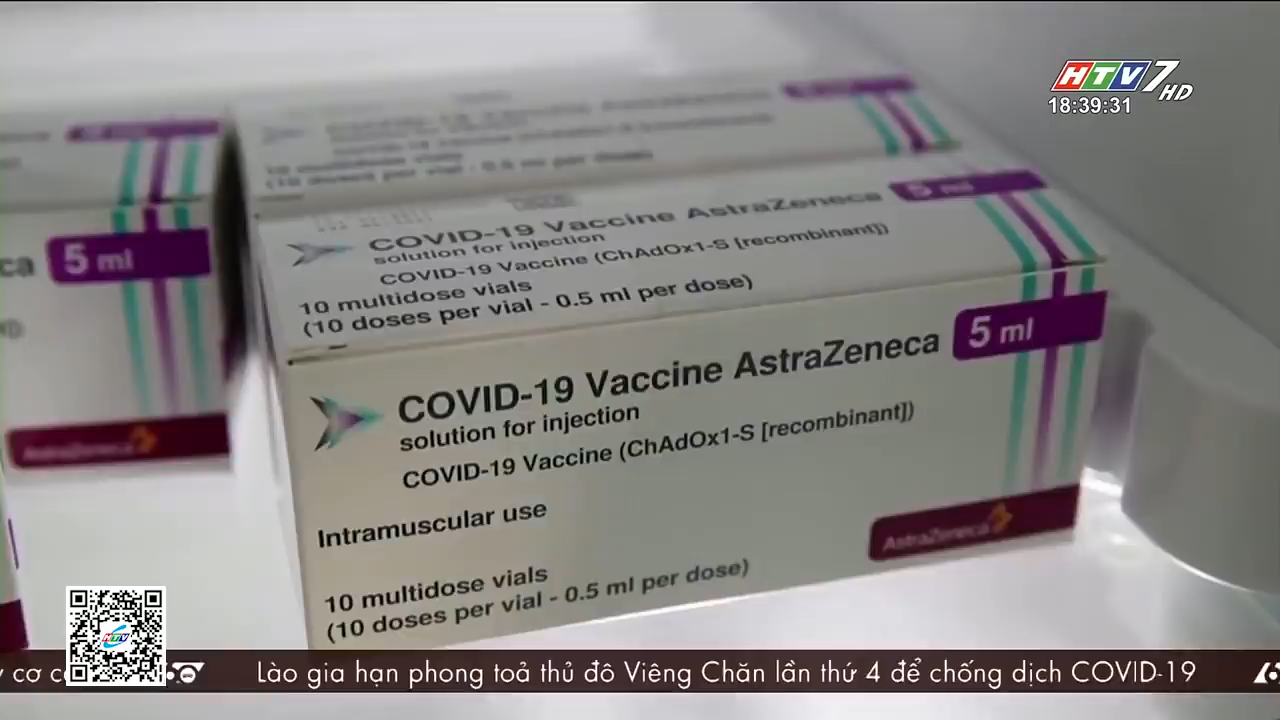 HTV7 HD
18:39:31
5 ml
COVID-19 Vaccine AstraZeneca
solution for injection
COVID-19 Vaccine (ChAdOx1-S [recombinant])
10 multidose vials
(10 doses per vial - 0.5 ml per dose)
ca 5 ml
AstraZeneca
COVID-19 Vaccine AstraZeneca 5 ml
solution for injection
COVID-19 Vaccine (ChAdOx1-S [recombinant])
Intramuscular use
AstraZeneca
10 multidose vials
(10 doses per vial - 0.5 ml per dose)
HTV
Lào gia hạn phong toả thủ đô Viêng Chăn lần thứ 4 để chống dịch COVID-19